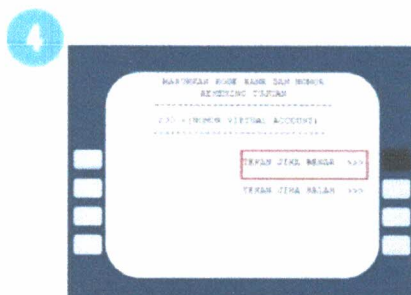 4
MASUKKAN KODE BANK DAN NOMOR
REKENING TUJUAN
(NOMOR VIRTUAL ACCOUNT)
TEKAN JIKA BENAR >>>
TEKAN JIKA SALAH >>>